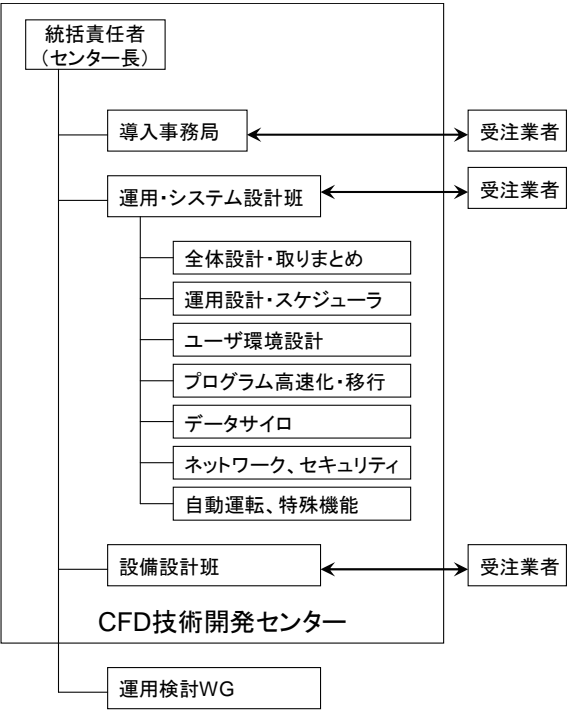 統括責任者
(センター長)
導入事務局
受注業者
運用・システム設計班
受注業者
全体設計・取りまとめ
運用設計・スケジューラ
ユーザ環境設計
プログラム高速化・移行
データサイロ
ネットワーク、セキュリティ
自動運転、特殊機能
設備設計班
受注業者
CFD技術開発センター
運用検討WG